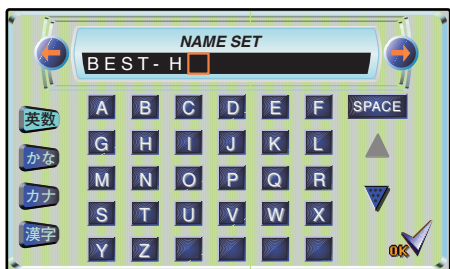 NAME SET
BEST- H
英数
かな
カナ
漢字
A B C D E F SPACE
G H I J K L
M N O P Q R
S T U V W X
Y Z
OK